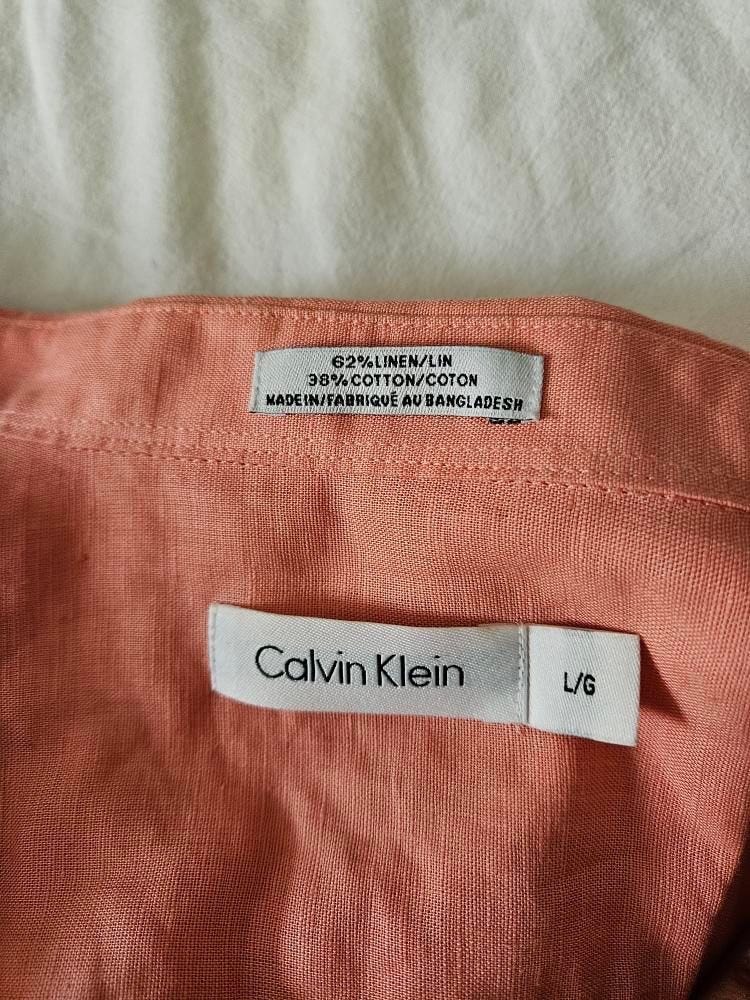 62% LINEN/LIN
38% COTTON/COTON
MADE IN/FABRIQUÉ AU BANGLADESH
Calvin Klein
L/G